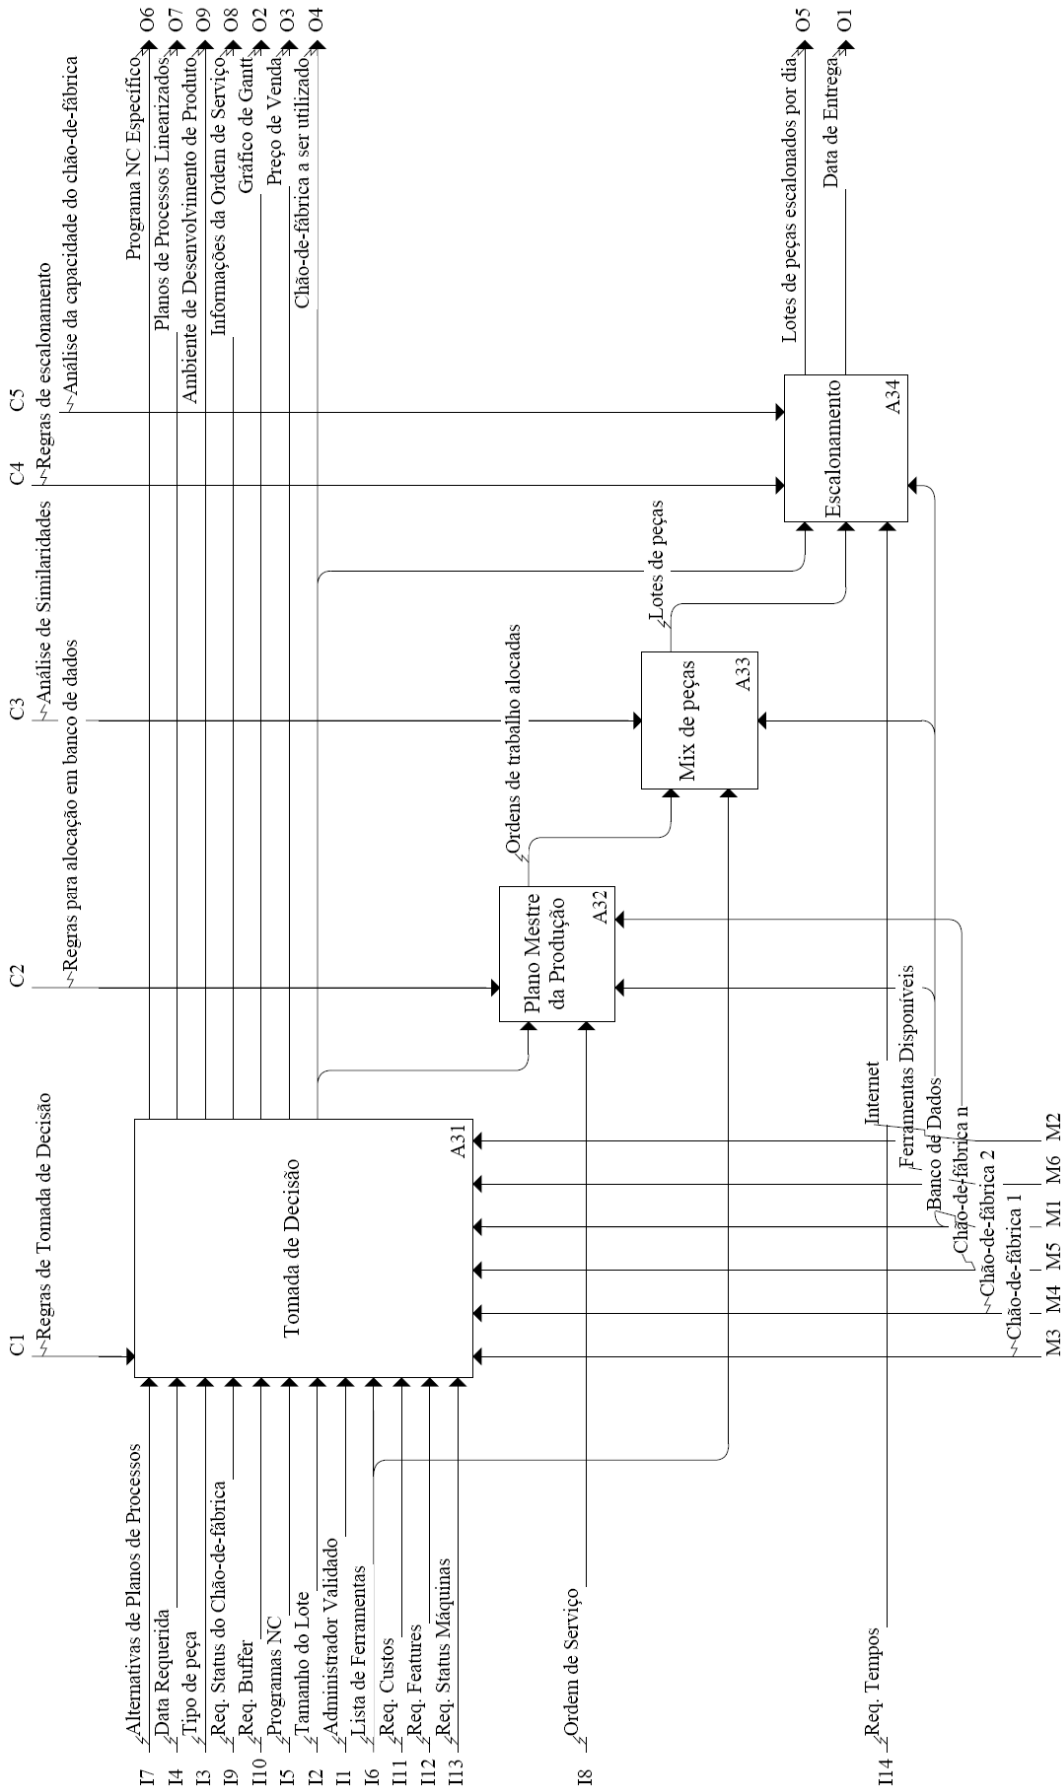 C1
Regras de Tomada de Decisão
C2
Regras para alocação em banco de dados
C3
Análise de Similaridades
C4
Regras de escalonamento
C5
Análise da capacidade do chão-de-fábrica
I7
Alternativas de Planos de Processos
I4
Data Requerida
I3
Tipo de peça
I9
Req. Status do Chão-de-fábrica
I10
Req. Buffer
I5
Programas NC
I2
Tamanho do Lote
I1
Administrador Validado
I6
Lista de Ferramentas
I11
Req. Custos
I12
Req. Features
I13
Req. Status Máquinas
I8
Ordem de Serviço
I14
Req. Tempos
Tomada de Decisão
A31
Plano Mestre
da Produção
A32
Ordens de trabalho alocadas
Mix de peças
A33
Lotes de peças
Escalonamento
A34
Programa NC Específico
O6
Planos de Processos Linearizados
O7
Ambiente de Desenvolvimento de Produto
O9
Informações da Ordem de Serviço
O8
Gráfico de Gantt
O2
Preço de Venda
O3
Chão-de-fábrica a ser utilizado
O4
Lotes de peças escalonados por dia
O5
Data de Entrega
O1
Internet
Ferramentas Disponíveis
Banco de Dados
Chão-de-fábrica n
Chão-de-fábrica 2
Chão-de-fábrica 1
M3
M4
M5
M1
M6
M2